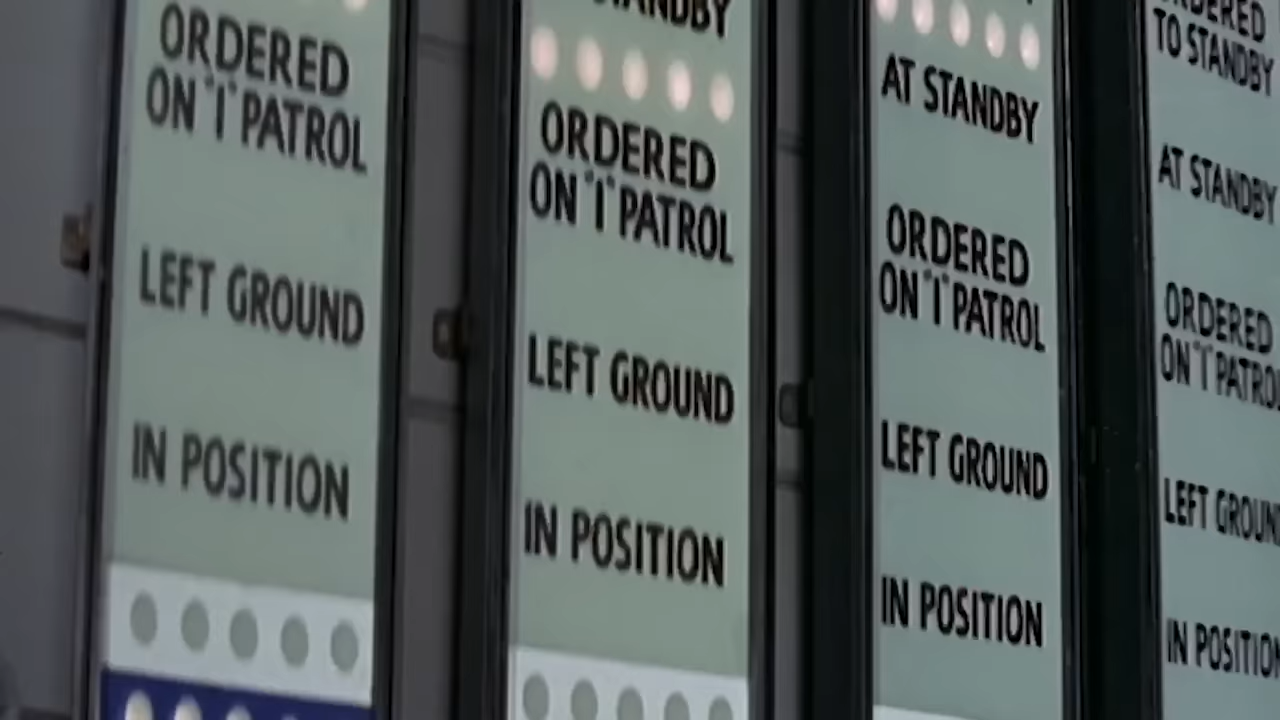 ORDERED
ON "I" PATROL
LEFT GROUND
IN POSITION
STANDBY
ORDERED
ON "I" PATROL
LEFT GROUND
IN POSITION
AT STANDBY
ORDERED
ON "I" PATROL
LEFT GROUND
IN POSITION
ORDERED
TO STANDBY
AT STANDBY
ORDERED
ON "I" PATROL
LEFT GROUND
IN POSITION